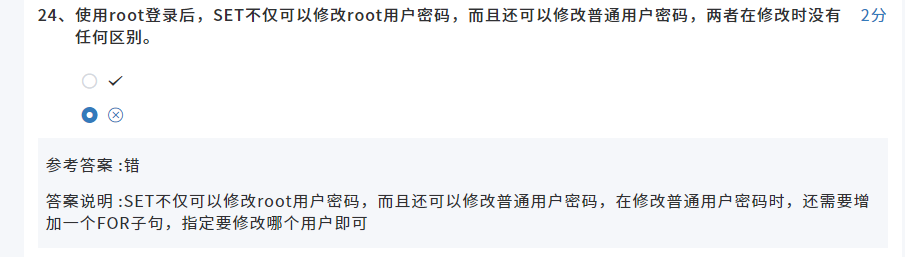 24、使用root登录后，SET不仅可以修改root用户密码，而且还可以修改普通用户密码，两者在修改时没有 2分
任何区别。
参考答案 :错
答案说明 :SET不仅可以修改root用户密码，而且还可以修改普通用户密码，在修改普通用户密码时，还需要增
加一个FOR子句，指定要修改哪个用户即可